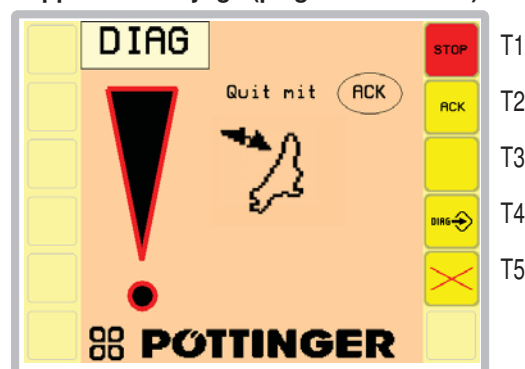 DIAG
Quit mit ACK
PÖTTINGER
STOP T1
ACK T2
T3
DIAG T4
T5